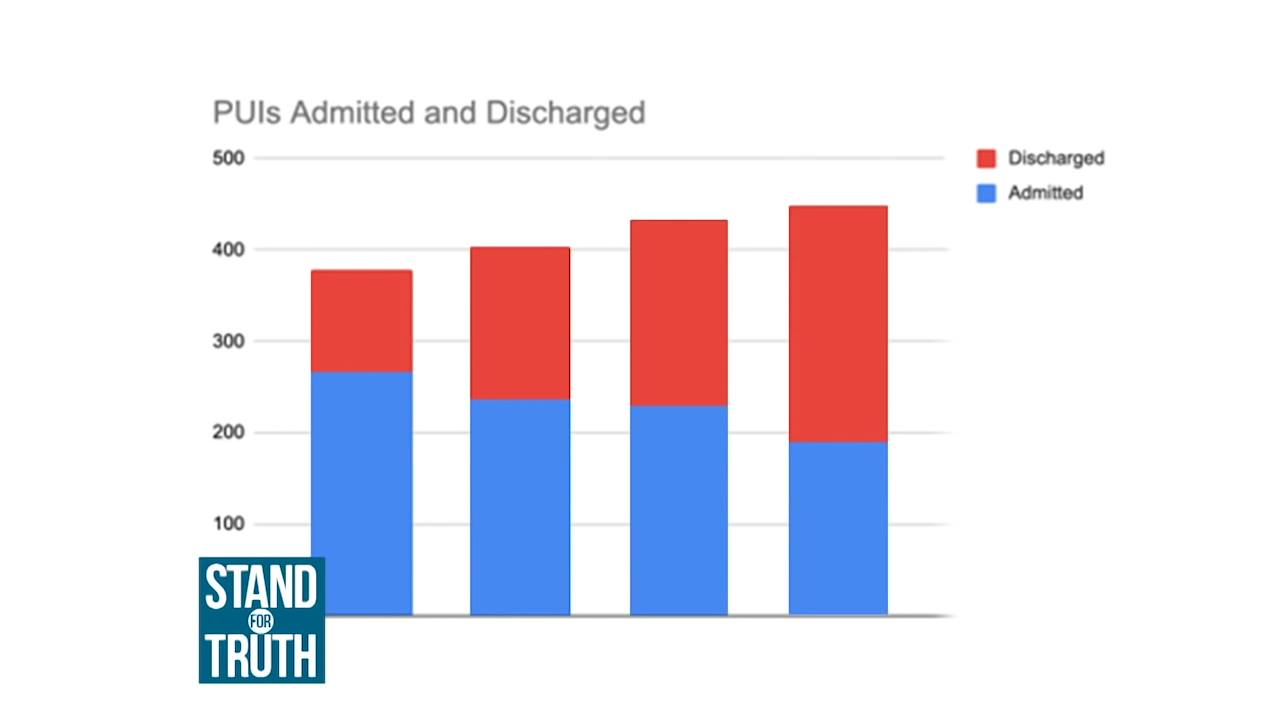 PUIs Admitted and Discharged
500
400
300
200
100
Discharged
Admitted
STAND
FOR
TRUTH